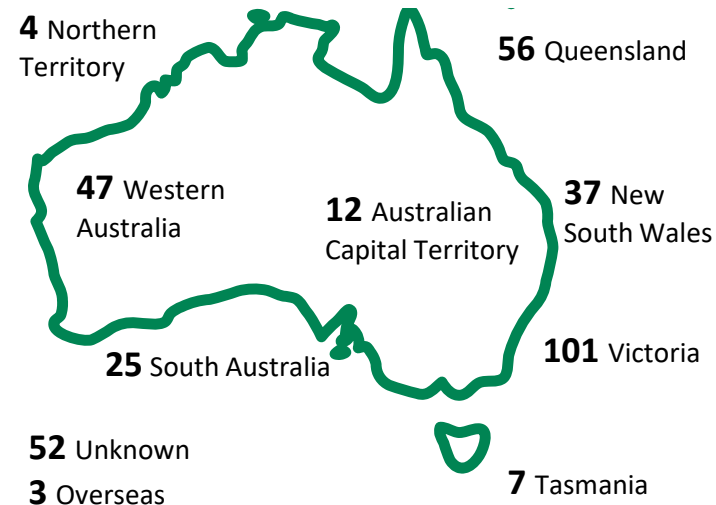 4 Northern
Territory
56 Queensland
47 Western
Australia
12 Australian
Capital Territory
37 New
South Wales
25 South Australia
101 Victoria
52 Unknown
3 Overseas
7 Tasmania